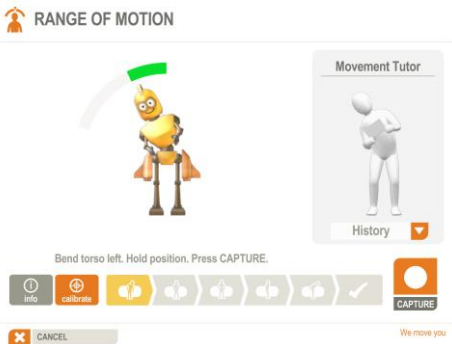 RANGE OF MOTION
Movement Tutor
History
Bend torso left. Hold position. Press CAPTURE.
info
calibrate
CAPTURE
CANCEL
We move you